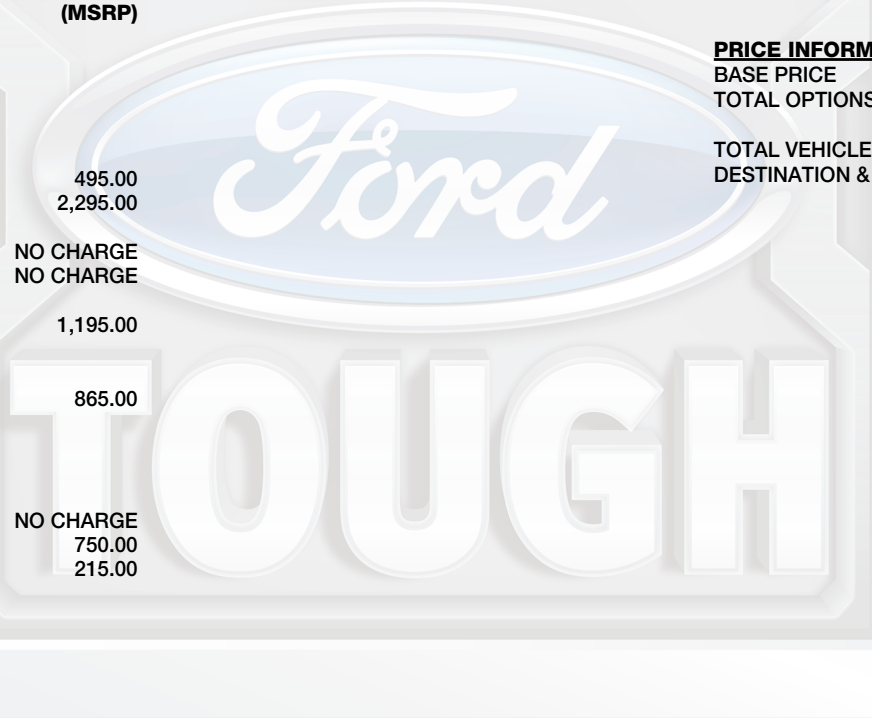 (MSRP)
PRICE INFORM
BASE PRICE
TOTAL OPTIONS
TOTAL VEHICLE
DESTINATION &
495.00
2,295.00
NO CHARGE
NO CHARGE
1,195.00
865.00
NO CHARGE
750.00
215.00
Ford
TOUGH